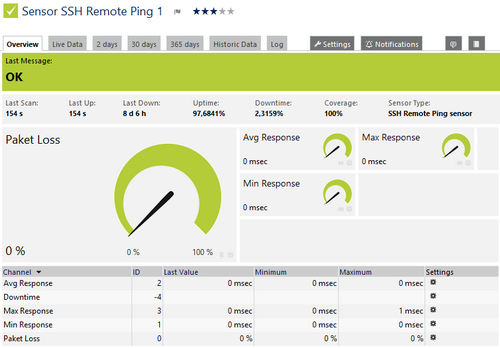 Sensor SSH Remote Ping 1
Overview Live Data 2 days 30 days 365 days Historic Data Log Settings Notifications
Last Message:
OK
Last Scan: Last Up: Last Down: Uptime: Downtime: Coverage: Sensor Type:
154 s 154 s 8 d 6 h 97,6841% 2,3159% 100% SSH Remote Ping sensor
Paket Loss Avg Response Max Response
0 msec 0 msec
Min Response
0 msec
0 % 0 % 100 %
Channel ID Last Value Minimum Maximum Settings
Avg Response 2 0 msec 0 msec 0 msec
Downtime -4
Max Response 3 0 msec 0 msec 1 msec
Min Response 1 0 msec 0 msec 0 msec
Paket Loss 0 0 % 0 % 0 %